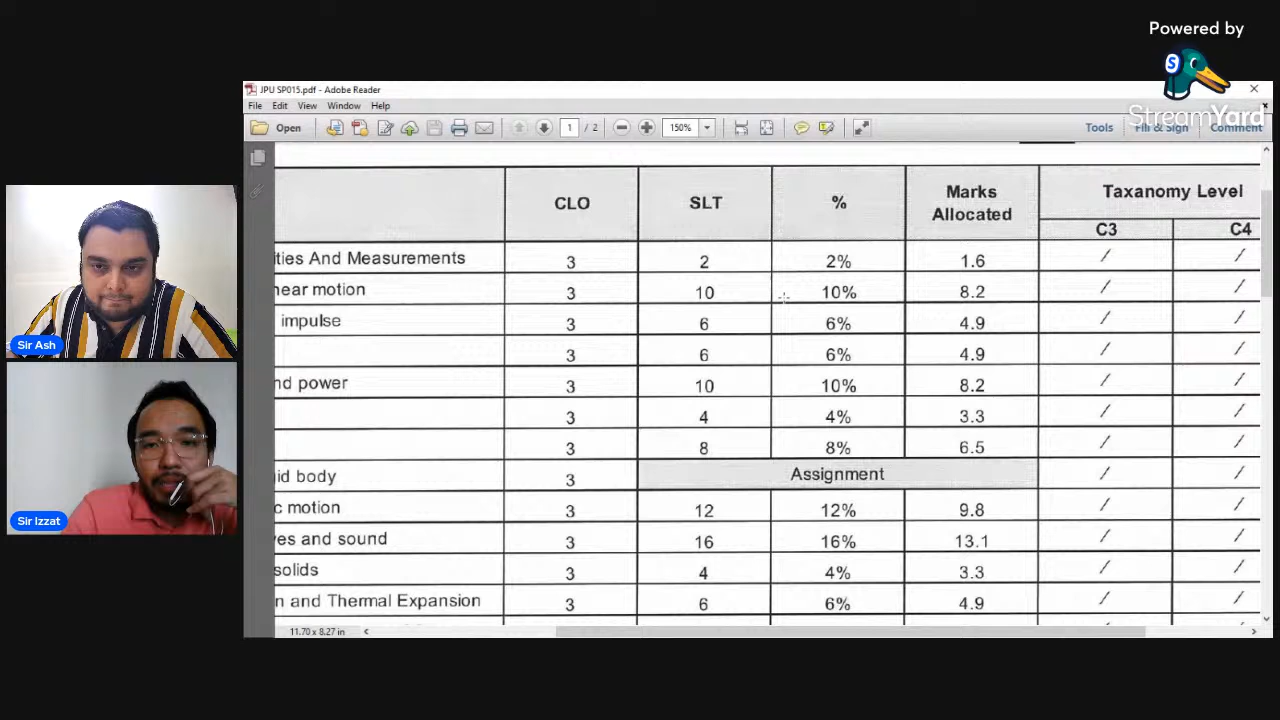 Powered by
StreamYard
JPU SP015.pdf - Adobe Reader
File Edit View Window Help
Open 1 / 2 150% Tools Fill & Sign Comment
CLO SLT % Marks Allocated Taxanomy Level
C3 C4
ities And Measurements 3 2 2% 1.6 / /
near motion 3 10 10% 8.2 / /
impulse 3 6 6% 4.9 / /
3 6 6% 4.9 / /
nd power 3 10 10% 8.2 / /
3 4 4% 3.3 / /
3 8 8% 6.5 / /
id body 3 Assignment / /
c motion 3 12 12% 9.8 / /
ves and sound 3 16 16% 13.1 / /
solids 3 4 4% 3.3 / /
n and Thermal Expansion 3 6 6% 4.9 / /
11.70 x 8.27 in
Sir Ash
Sir Izzat